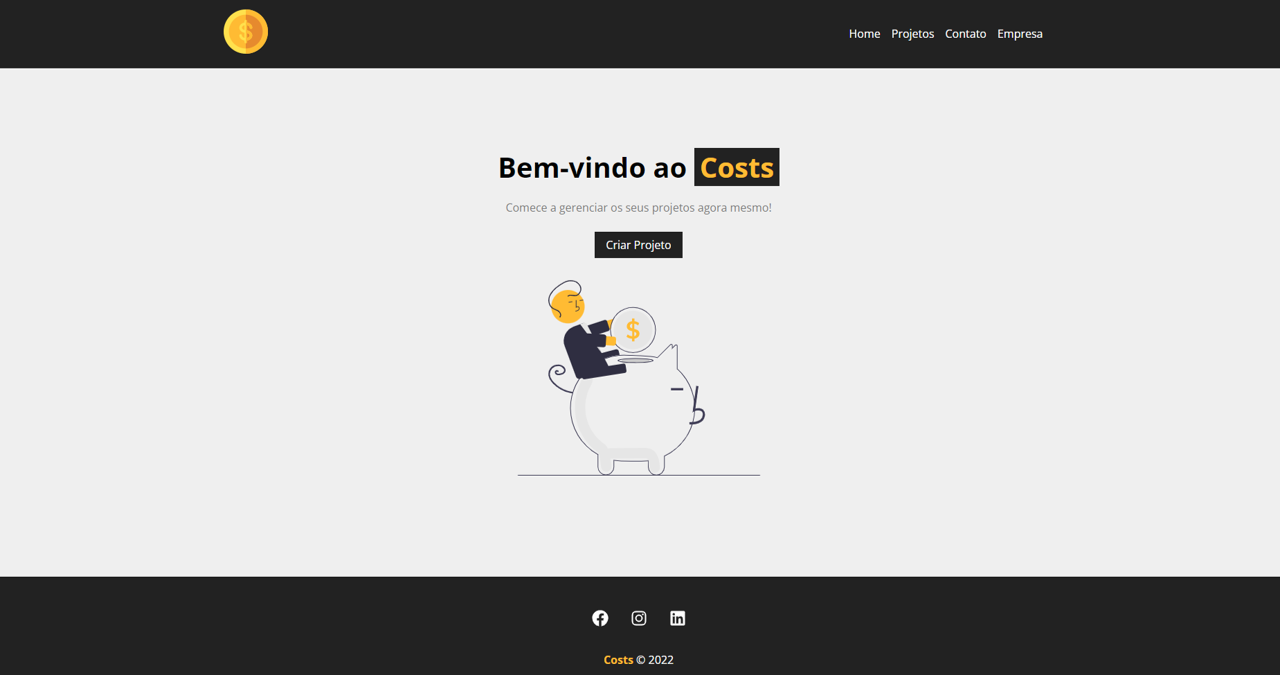 $
Home Projetos Contato Empresa
Bem-vindo ao Costs
Comece a gerenciar os seus projetos agora mesmo!
Criar Projeto
$
Costs © 2022